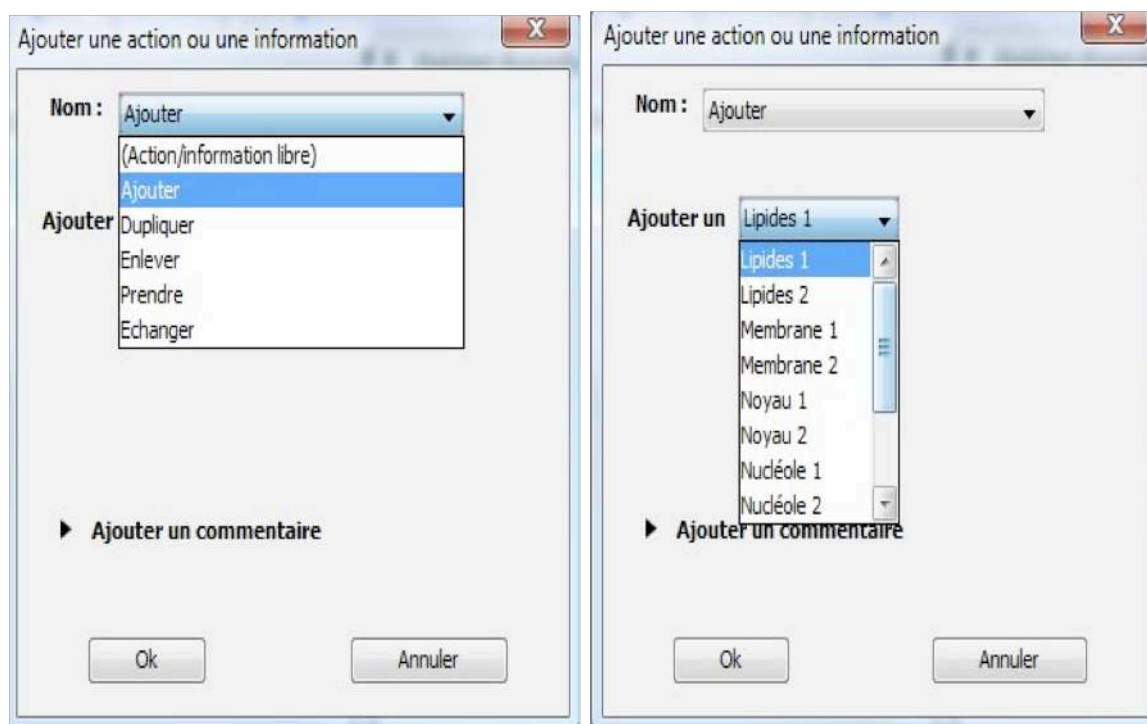 Ajouter une action ou une information
Nom : Ajouter
(Action/information libre)
Ajouter
Ajouter
Dupliquer
Enlever
Prendre
Echanger
Ajouter un commentaire
Ok Annuler
Ajouter une action ou une information
Nom : Ajouter
Ajouter un Lipides 1
Lipides 1
Lipides 2
Membrane 1
Membrane 2
Noyau 1
Noyau 2
Nucléole 1
Nucléole 2
Ajouter un commentaire
Ok Annuler